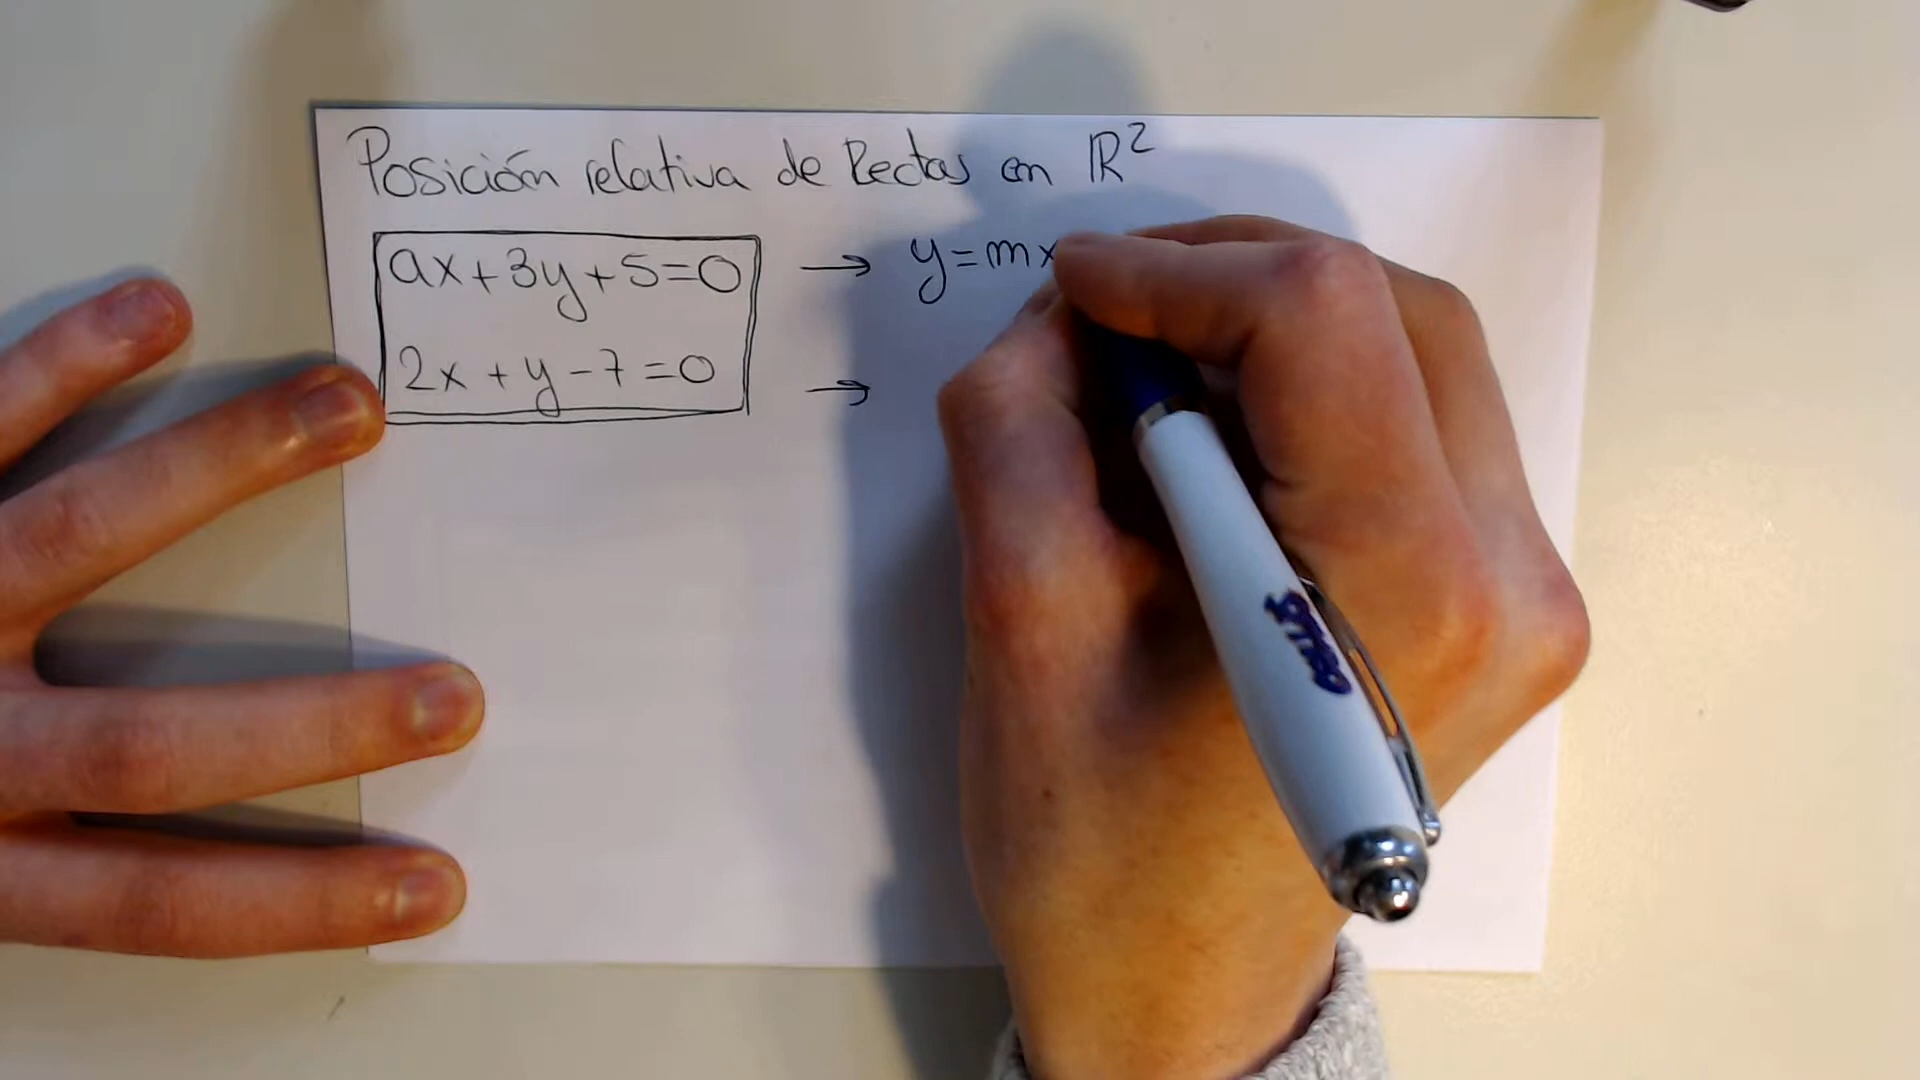 Posición relativa de Rectas en ℝ²
ax+3y+5=0 → y=mx
2x+y-7=0 →